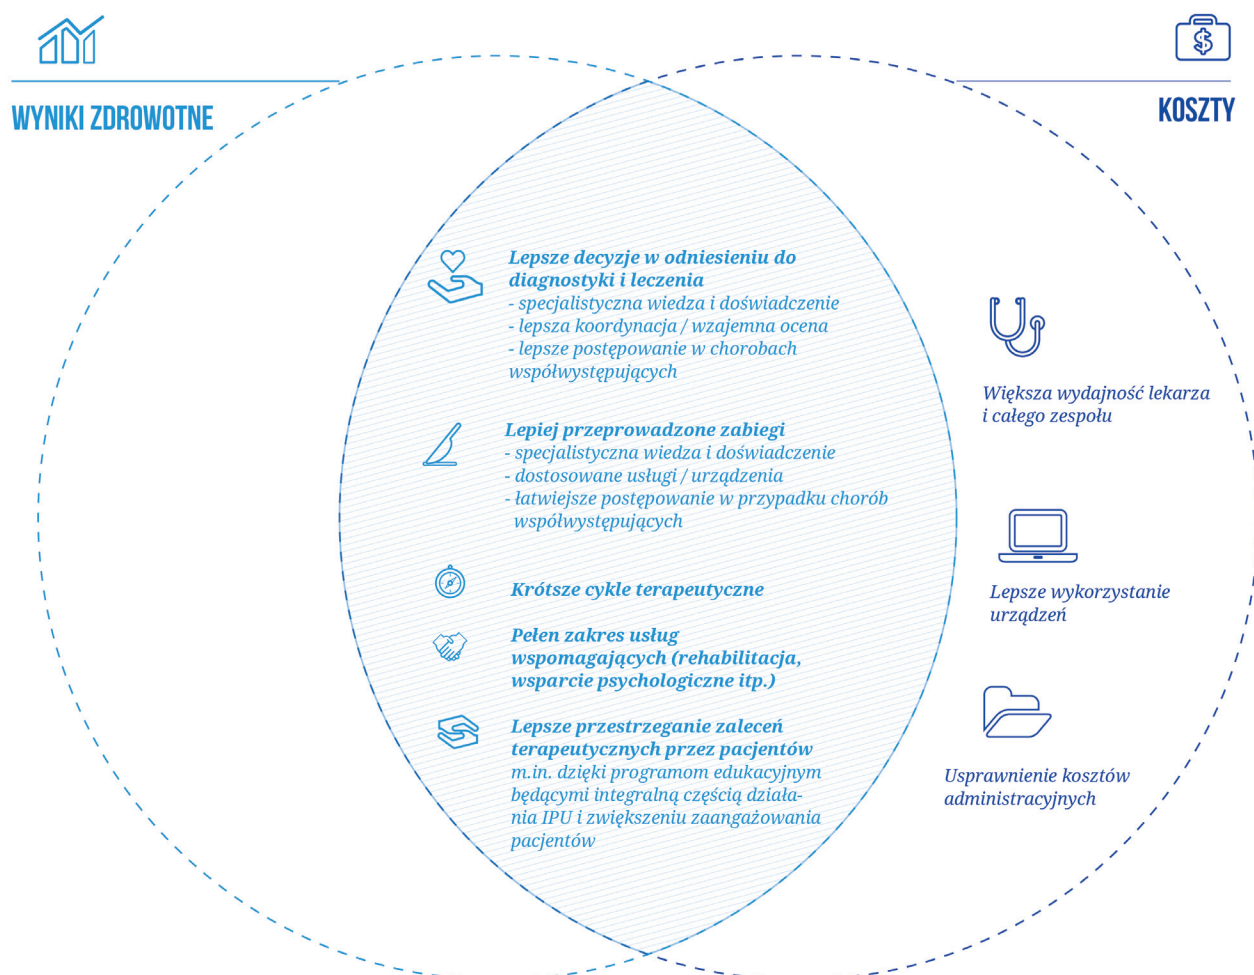 WYNIKI ZDROWOTNE
KOSZTY
Lepsze decyzje w odniesieniu do
diagnostyki i leczenia
- specjalistyczna wiedza i doświadczenie
- lepsza koordynacja / wzajemna ocena
- lepsze postępowanie w chorobach
współwystępujących
Lepiej przeprowadzone zabiegi
- specjalistyczna wiedza i doświadczenie
- dostosowane usługi / urządzenia
- łatwiejsze postępowanie w przypadku chorób
współwystępujących
Krótsze cykle terapeutyczne
Pełen zakres usług
wspomagających (rehabilitacja,
wsparcie psychologiczne itp.)
Lepsze przestrzeganie zaleceń
terapeutycznych przez pacjentów
m.in. dzięki programom edukacyjnym
będącymi integralną częścią działa-
nia IPU i zwiększeniu zaangażowania
pacjentów
Większa wydajność lekarza
i całego zespołu
Lepsze wykorzystanie
urządzeń
Usprawnienie kosztów
administracyjnych